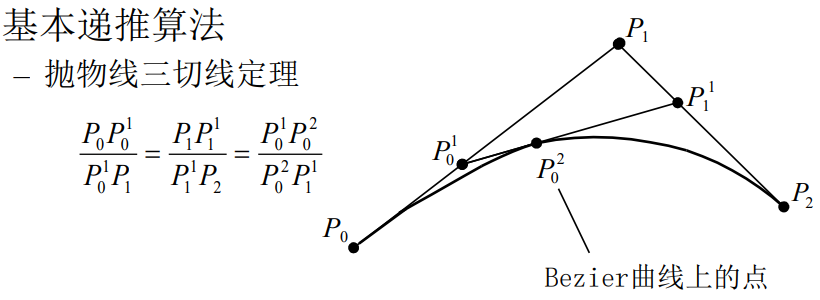 基本递推算法
– 抛物线三切线定理
\frac{P_0P_0^1}{P_0^1P_1} = \frac{P_1P_1^1}{P_1^1P_2} = \frac{P_0^1P_0^2}{P_0^2P_1^1}
P_1
P_1^1
P_0^1
P_0^2
P_2
P_0
Bezier曲线上的点